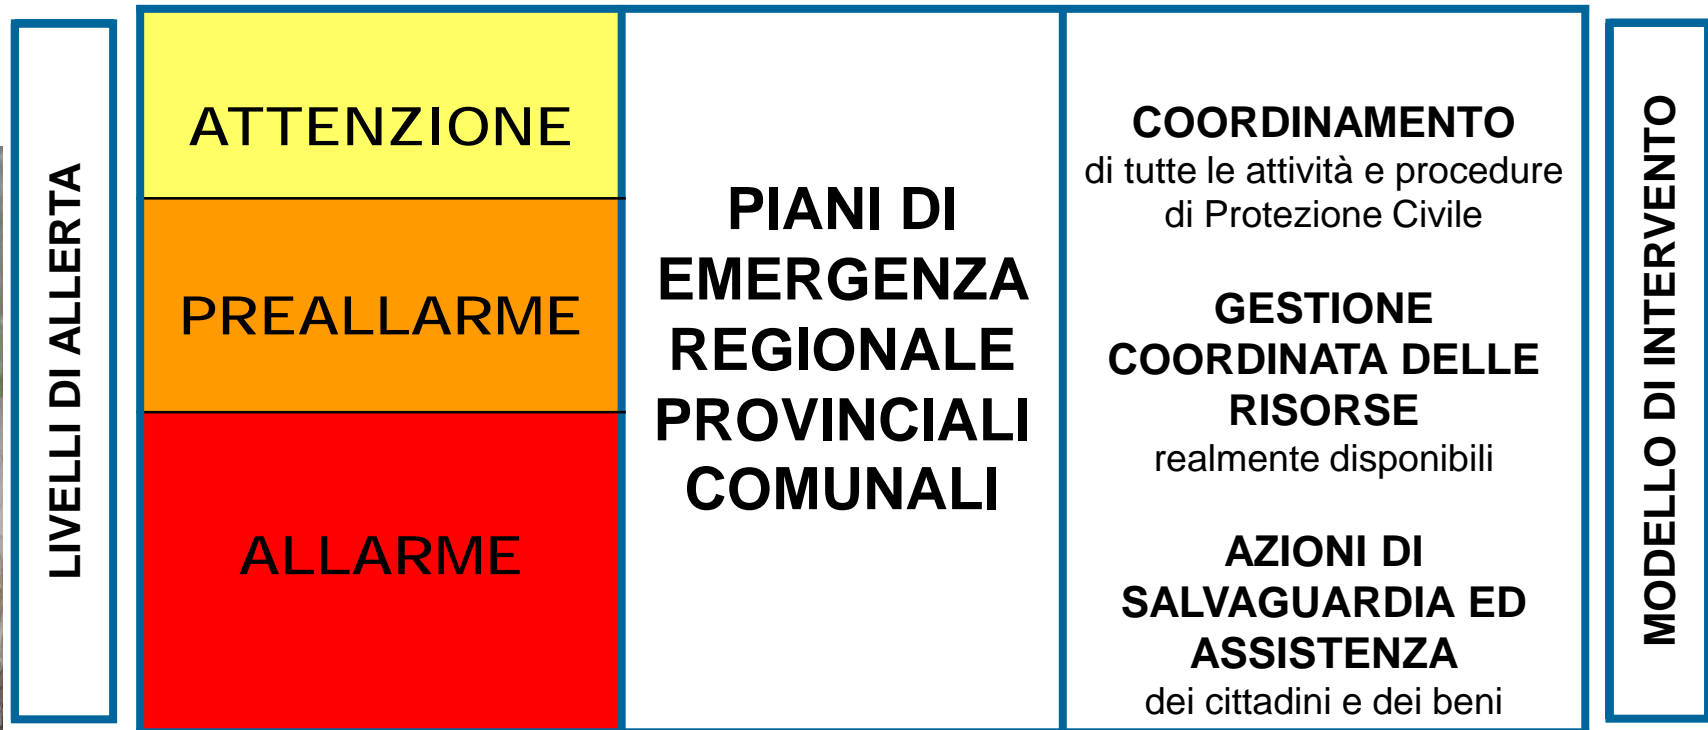 LIVELLI DI ALLERTA
ATTENZIONE
PREALLARME
ALLARME
PIANI DI
EMERGENZA
REGIONALE
PROVINCIALI
COMUNALI
COORDINAMENTO
di tutte le attività e procedure
di Protezione Civile
GESTIONE
COORDINATA DELLE
RISORSE
realmente disponibili
AZIONI DI
SALVAGUARDIA ED
ASSISTENZA
dei cittadini e dei beni
MODELLO DI INTERVENTO